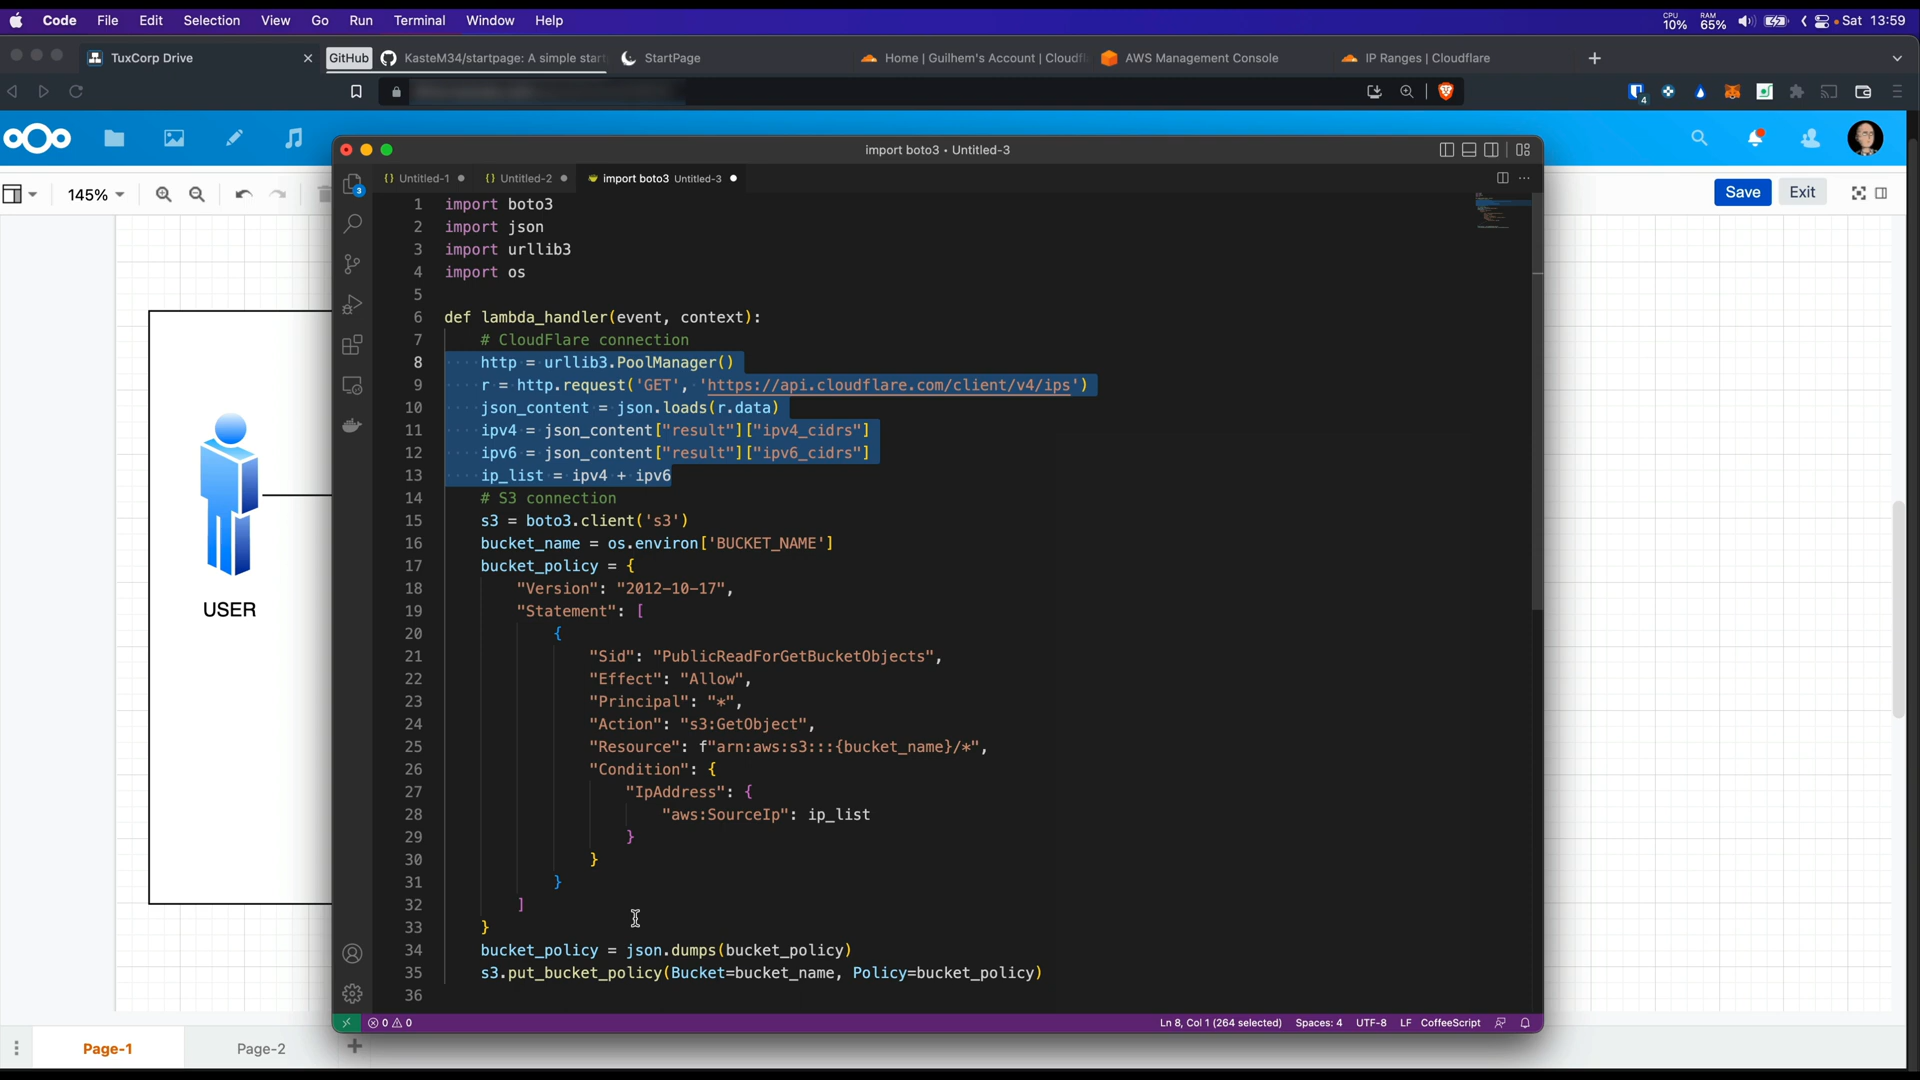 Code File Edit Selection View Go Run Terminal Window Help CPU 10% RAM 65% Sat 13:59
TuxCorp Drive GitHub KasteM34/startpage: A simple start StartPage Home | Guilhem's Account | Cloudfl AWS Management Console IP Ranges | Cloudflare
4
import boto3 • Untitled-3
145% Save Exit
3 {} Untitled-1 {} Untitled-2 import boto3 Untitled-3
1 import boto3
2 import json
3 import urllib3
4 import os
5
6 def lambda_handler(event, context):
7 # CloudFlare connection
8 http = urllib3.PoolManager()
9 r = http.request('GET', 'https://api.cloudflare.com/client/v4/ips')
10 json_content = json.loads(r.data)
11 ipv4 = json_content["result"]["ipv4_cidrs"]
12 ipv6 = json_content["result"]["ipv6_cidrs"]
13 ip_list = ipv4 + ipv6
14 # S3 connection
15 s3 = boto3.client('s3')
16 bucket_name = os.environ['BUCKET_NAME']
17 bucket_policy = {
18 "Version": "2012-10-17",
19 "Statement": [
20 {
21 "Sid": "PublicReadForGetBucketObjects",
22 "Effect": "Allow",
23 "Principal": "*",
24 "Action": "s3:GetObject",
25 "Resource": f"arn:aws:s3:::{bucket_name}/*",
26 "Condition": {
27 "IpAddress": {
28 "aws:SourceIp": ip_list
29 }
30 }
31 }
32 ]
33 }
34 bucket_policy = json.dumps(bucket_policy)
35 s3.put_bucket_policy(Bucket=bucket_name, Policy=bucket_policy)
36
USER
0 0 Ln 8, Col 1 (264 selected) Spaces: 4 UTF-8 LF CoffeeScript
Page-1 Page-2